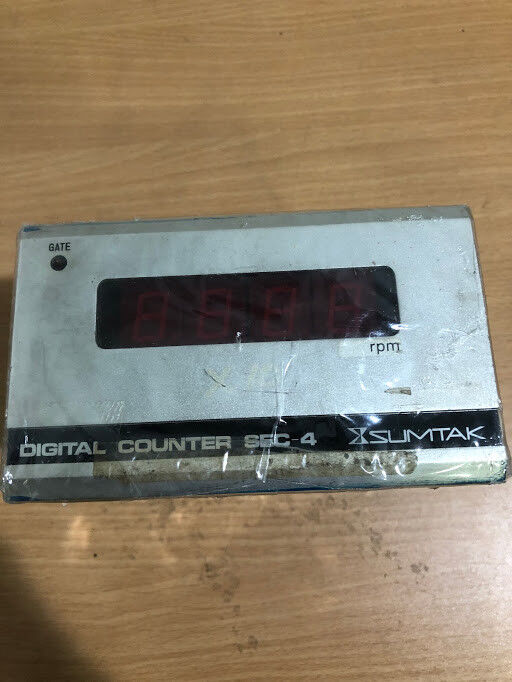 GATE
rpm
DIGITAL COUNTER SEC-4 SUMTAK